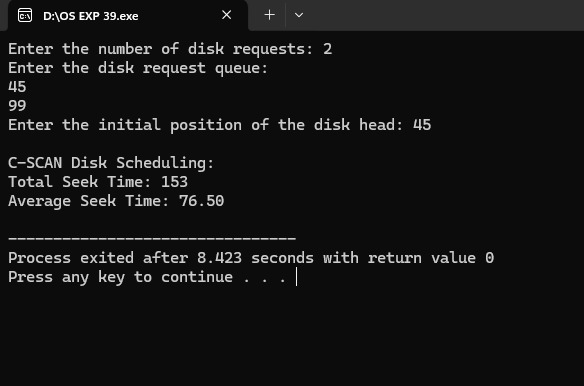 D:\OS EXP 39.exe
Enter the number of disk requests: 2
Enter the disk request queue:
45
99
Enter the initial position of the disk head: 45
C-SCAN Disk Scheduling:
Total Seek Time: 153
Average Seek Time: 76.50
--------------------------------
Process exited after 8.423 seconds with return value 0
Press any key to continue . . .